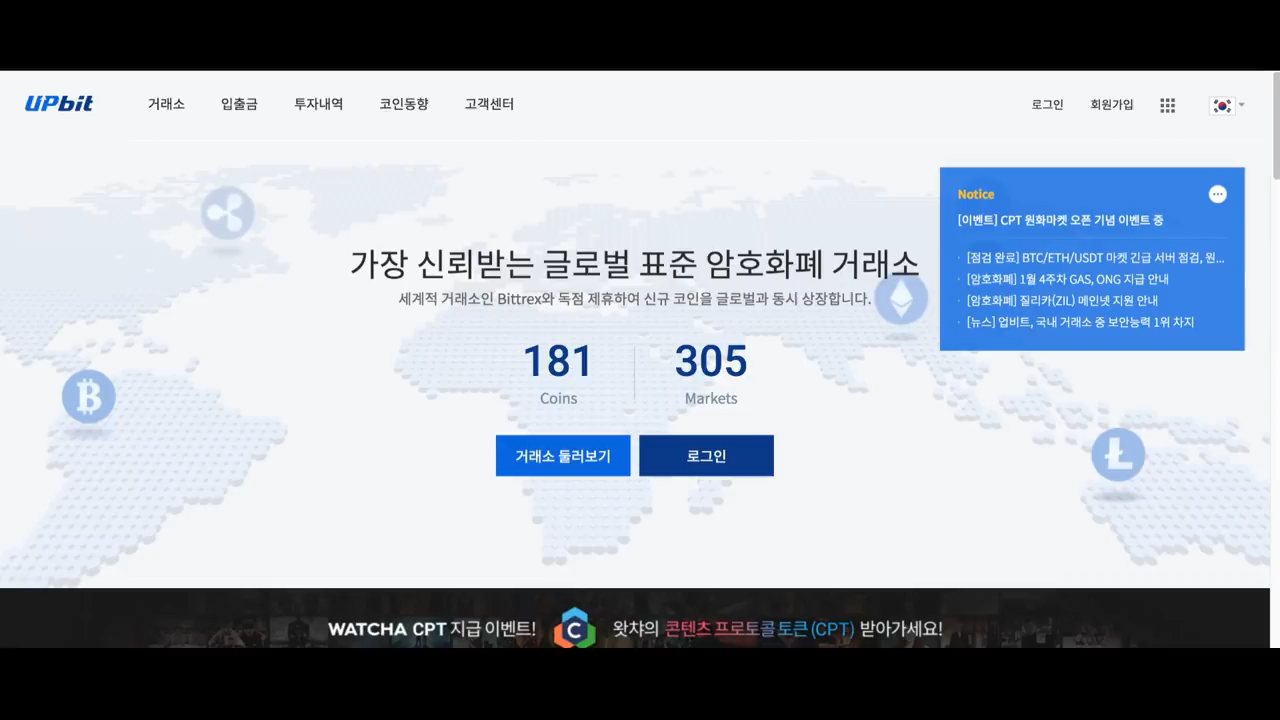 UPbit 거래소 입출금 투자내역 코인동향 고객센터 로그인 회원가입
Notice
[이벤트] CPT 원화마켓 오픈 기념 이벤트 중
· [점검 완료] BTC/ETH/USDT 마켓 긴급 서버 점검, 원...
· [암호화폐] 1월 4주차 GAS, ONG 지급 안내
· [암호화폐] 질리카(ZIL) 메인넷 지원 안내
· [뉴스] 업비트, 국내 거래소 중 보안능력 1위 차지
가장 신뢰받는 글로벌 표준 암호화폐 거래소
세계적 거래소인 Bittrex와 독점 제휴하여 신규 코인을 글로벌과 동시 상장합니다.
181 305
Coins Markets
거래소 둘러보기 로그인
WATCHA CPT 지급 이벤트! C 왓챠의 콘텐츠 프로토콜 토큰(CPT) 받아가세요!